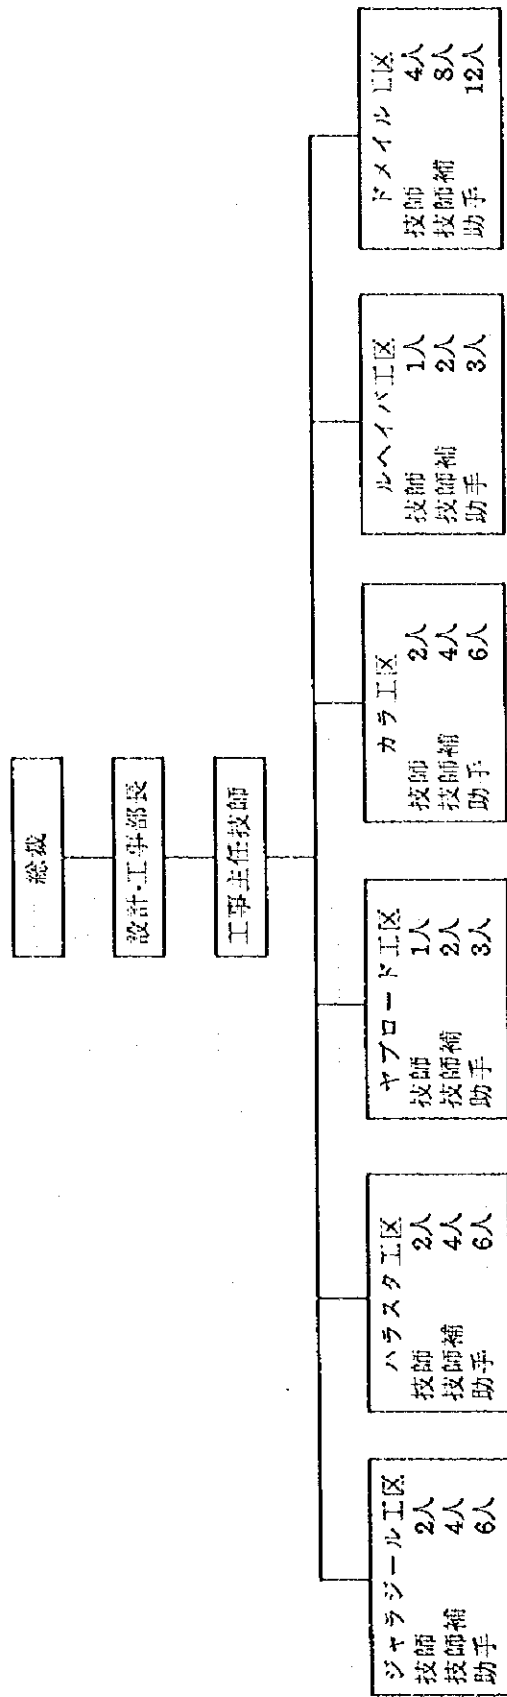 総裁
設計・工事部長
工事主任技師
ジャラジール工区
技師 2人
技師補 4人
助手 6人
ハラスタ工区
技師 2人
技師補 4人
助手 6人
ヤブロード工区
技師 1人
技師補 2人
助手 3人
カラ工区
技師 2人
技師補 4人
助手 6人
ルヘイバ工区
技師 1人
技師補 2人
助手 3人
ドメイル工区
技師 4人
技師補 8人
助手 12人